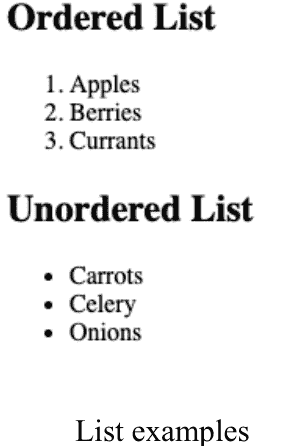 Ordered List
1. Apples
2. Berries
3. Currants
Unordered List
• Carrots
• Celery
• Onions
List examples